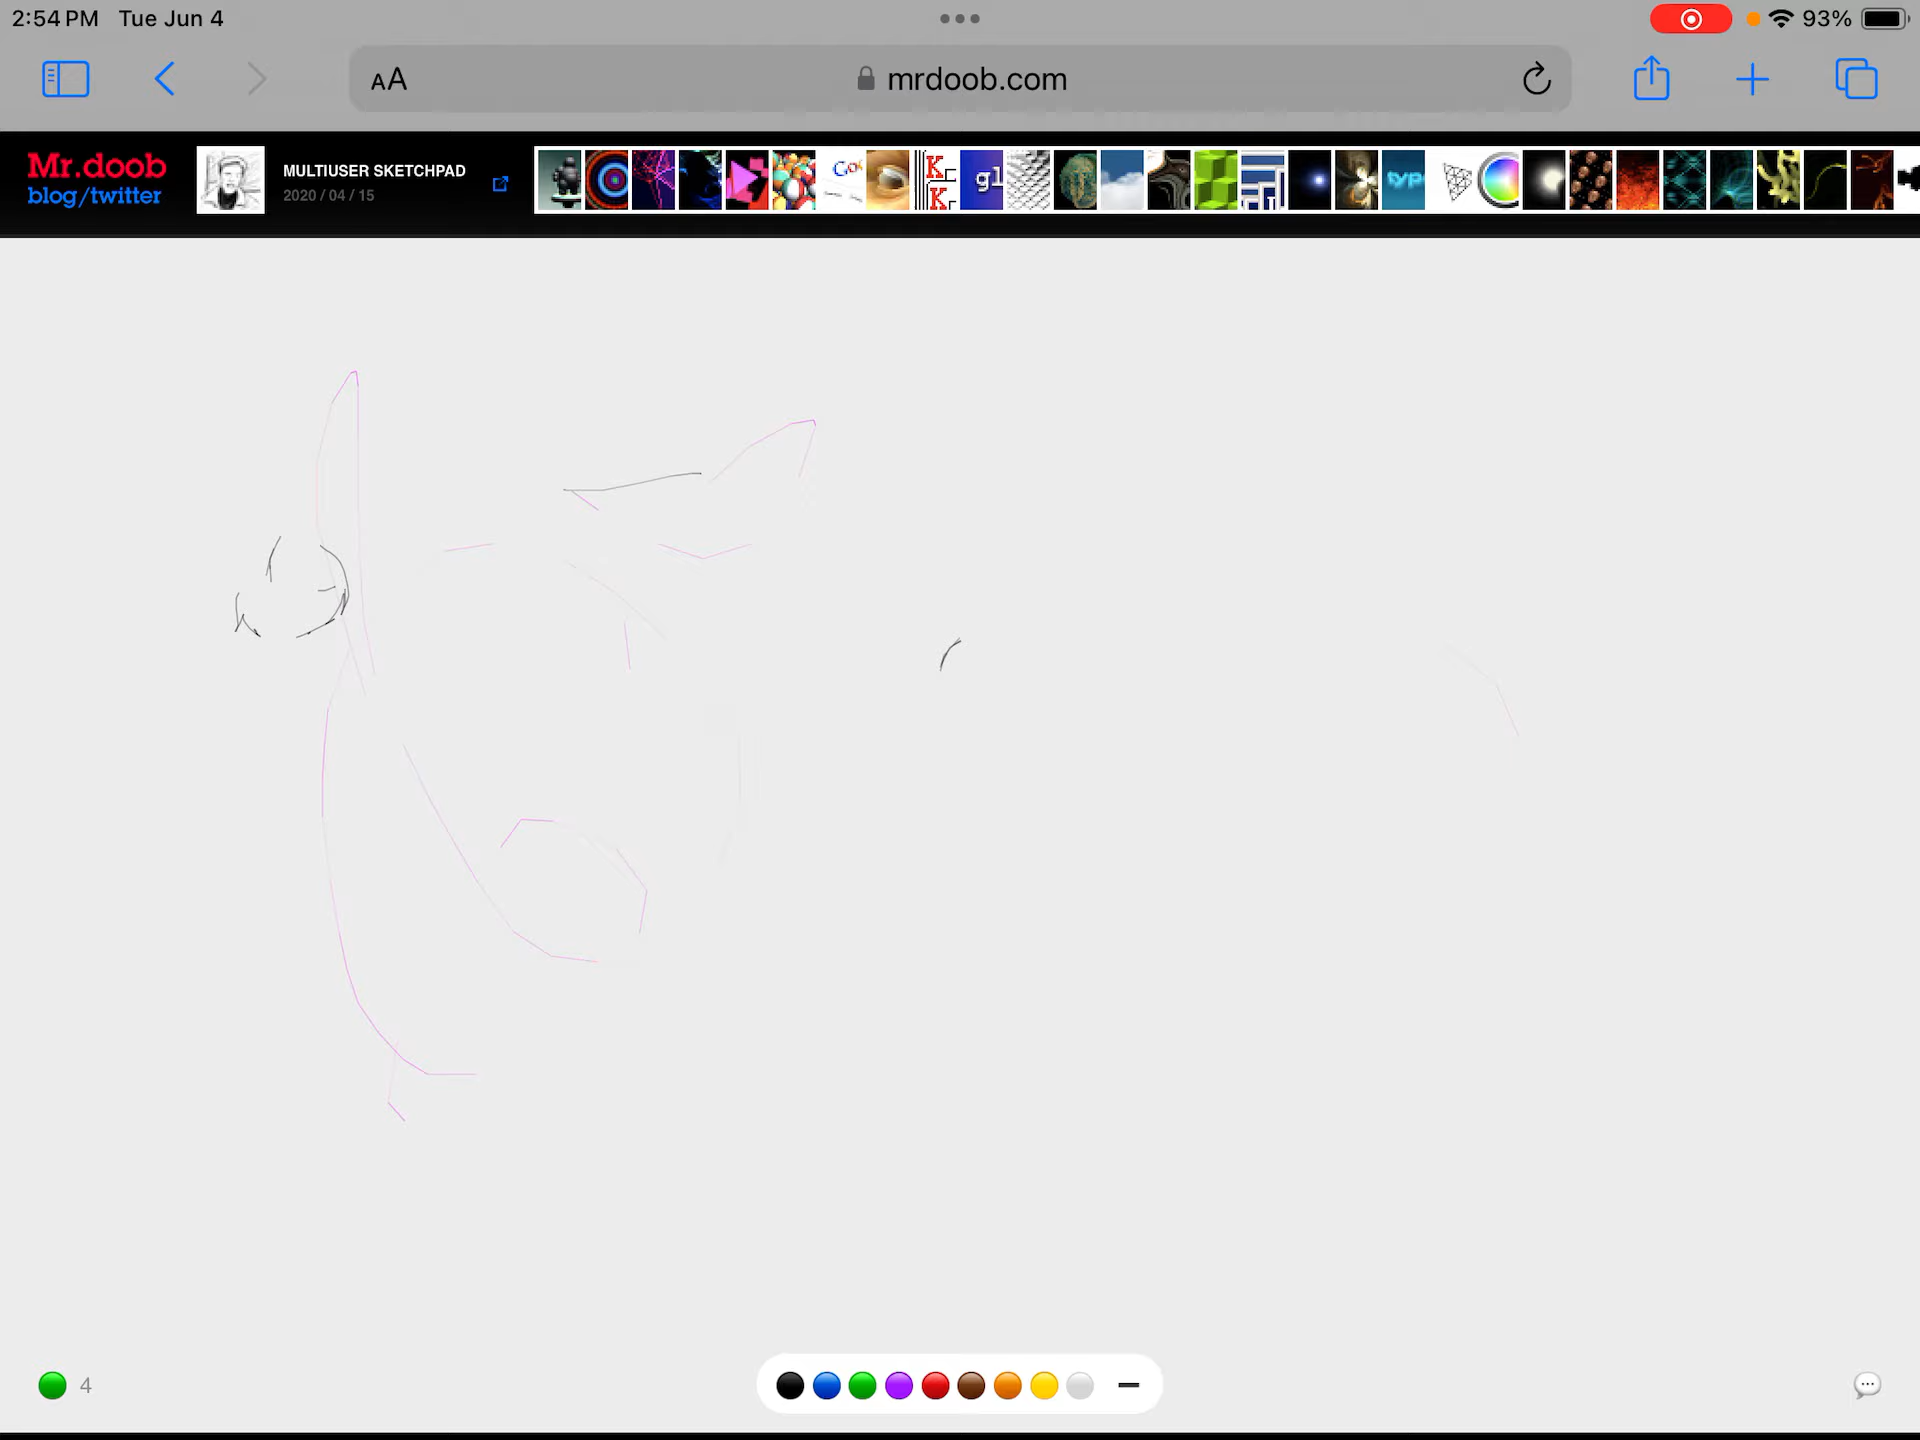 2:54 PM Tue Jun 4
93%
AA
mrdoob.com
Mr.doob
blog/twitter
MULTIUSER SKETCHPAD
2020 / 04 / 15
4